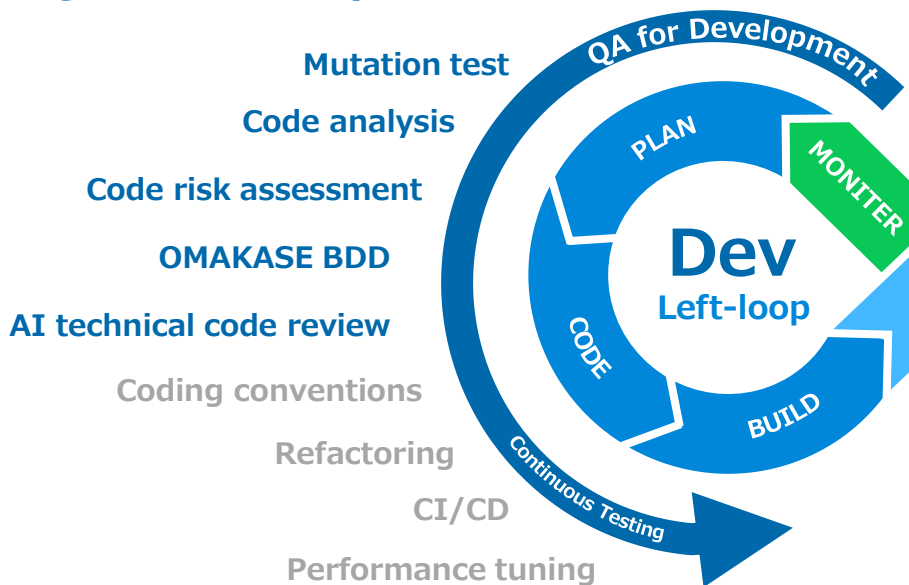 QA for Development
Mutation test
Code analysis
Code risk assessment
OMAKASE BDD
AI technical code review
Coding conventions
Refactoring
CI/CD
Performance tuning
PLAN
MONITER
Dev
Left-loop
CODE
BUILD
Continuous Testing